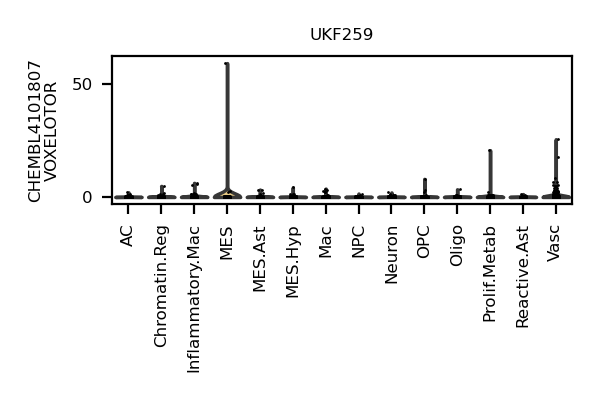 UKF259
CHEMBL4101807
VOXELOTOR
50
0
AC
Chromatin.Reg
Inflammatory.Mac
MES
MES.Ast
MES.Hyp
Mac
NPC
Neuron
OPC
Oligo
Prolif.Metab
Reactive.Ast
Vasc